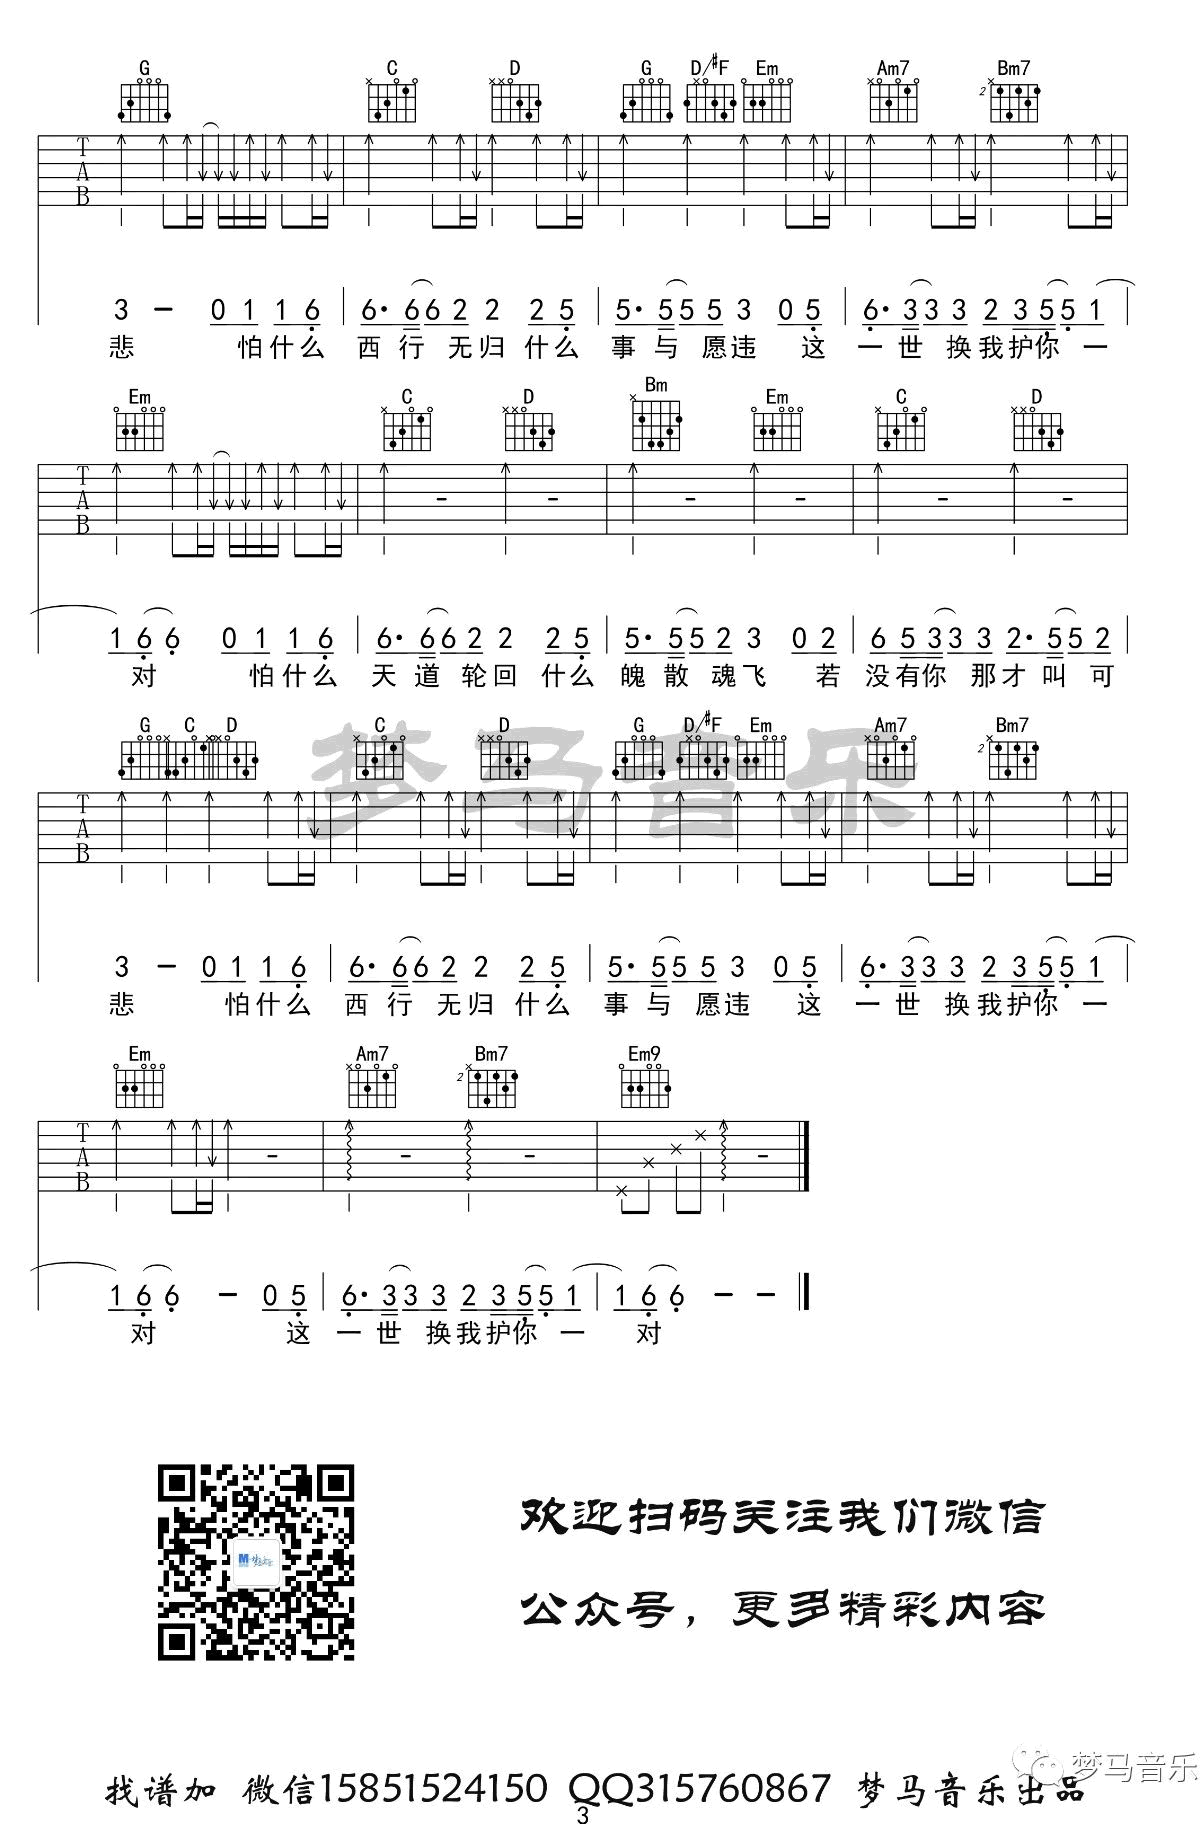 G C D G D/#F Em Am7 Bm7
2
T
A
B
3 - 0 1 1 6 6· 6 6 2 2 2 5 5· 5 5 5 3 0 5 6· 3 3 3 2 3 5 5 1
悲 怕什么 西行 无归 什么 事与愿违 这 一世 换我护你 一
Em C D Bm Em C D
T
A
B
1 6 6 0 1 1 6 6· 6 6 2 2 2 5 5· 5 5 2 3 0 2 6 5 3 3 3 2· 5 5 2
对 怕什么 天道轮回 什么 魄散魂飞 若 没有你 那才叫可
G C D C D G D/#F Em Am7 Bm7
2
梦马音乐
T
A
B
3 - 0 1 1 6 6· 6 6 2 2 2 5 5· 5 5 5 3 0 5 6· 3 3 3 2 3 5 5 1
悲 怕什么 西行 无归 什么 事与愿违 这 一世 换我护你 一
Em Am7 Bm7 Em9
2
T
A
B
1 6 6 - 0 5 6· 3 3 3 2 3 5 5 1 1 6 6 - -
对 这 一世 换我护你 一 对
欢迎扫码关注我们微信
公众号，更多精彩内容
梦马音乐
找谱加 微信15851524150 QQ315760867 梦马音乐出品
3